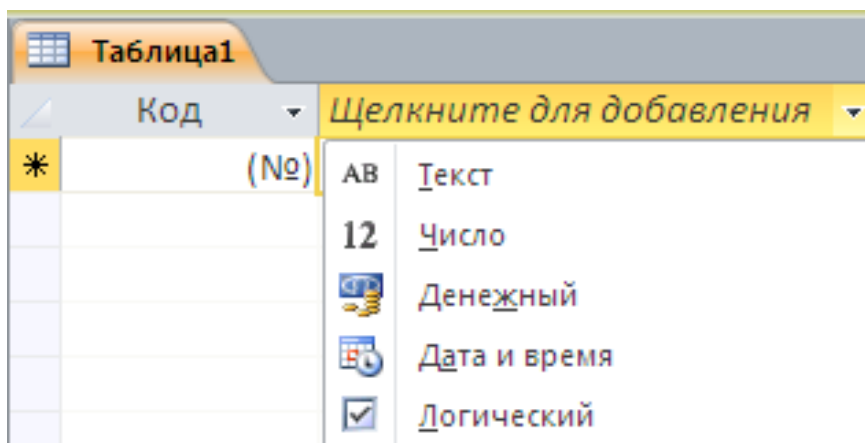 Таблица1
Код Щелкните для добавления
(№)
AB Текст
12 Число
Денежный
Дата и время
Логический